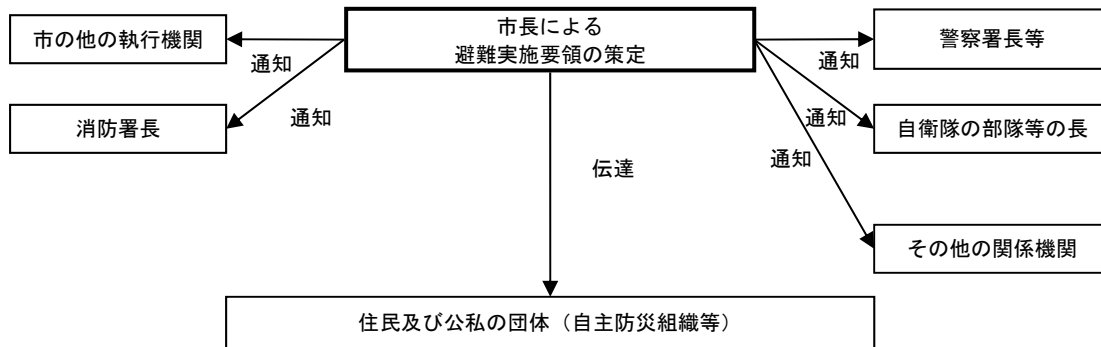 市長による
避難実施要領の策定
市の他の執行機関
警察署長等
通知
通知
消防署長
通知
自衛隊の部隊等の長
通知
通知
伝達
その他の関係機関
住民及び公私の団体（自主防災組織等）